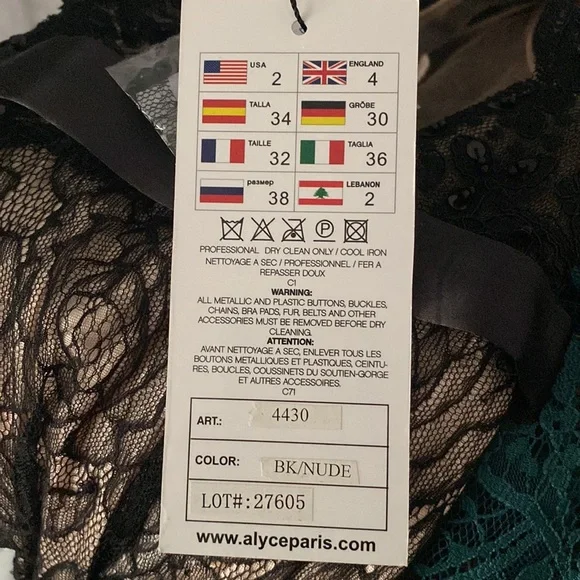 USA 2 ENGLAND 4
TALLA 34 GRÖBE 30
TAILLE 32 TAGLIA 36
размер 38 LEBANON 2
P
PROFESSIONAL DRY CLEAN ONLY / COOL IRON
NETTOYAGE A SEC / PROFESSIONNEL / FER A
REPASSER DOUX
C1
WARNING:
ALL METALLIC AND PLASTIC BUTTONS, BUCKLES,
CHAINS, BRA PADS, FUR, BELTS AND OTHER
ACCESSORIES MUST BE REMOVED BEFORE DRY
CLEANING.
ATTENTION:
AVANT NETTOYAGE A SEC, ENLEVER TOUS LES
BOUTONS METALLIQUES ET PLASTIQUES, CEINTU-
RES, BOUCLES, COUSSINETS DU SOUTIEN-GORGE
ET AUTRES ACCESSOIRES.
C71
ART.: 4430
COLOR: BK/NUDE
LOT#:27605
www.alyceparis.com